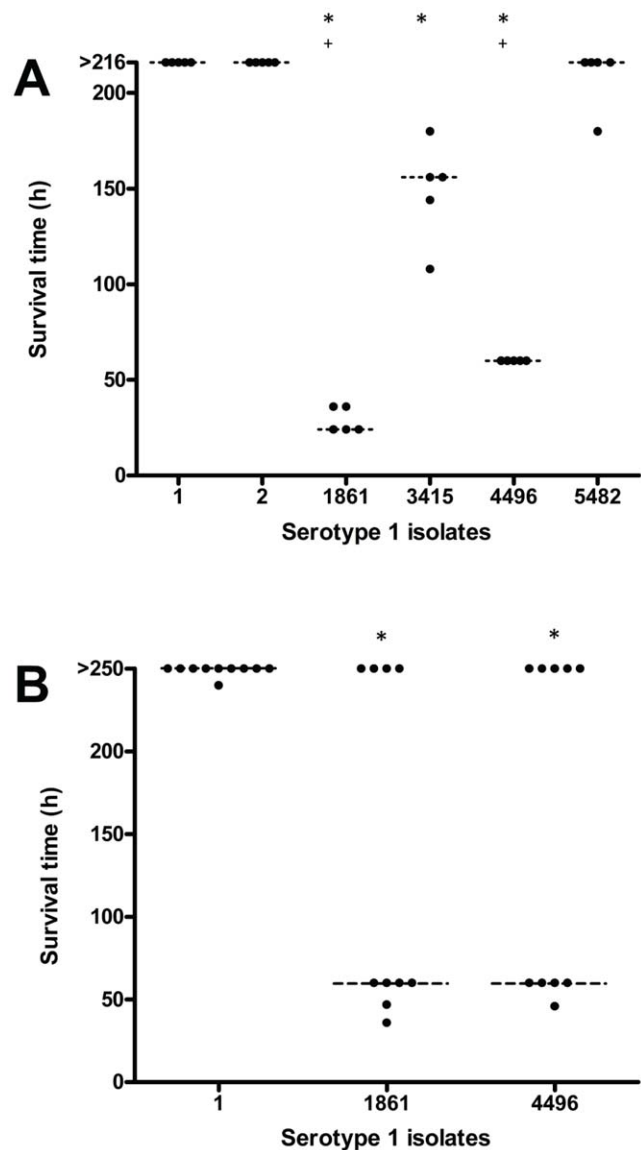 * * *
+ +
A
>216
200
150
100
50
0
Survival time (h)
1 2 1861 3415 4496 5482
Serotype 1 isolates
* *
B
>250
200
150
100
50
0
Survival time (h)
1 1861 4496
Serotype 1 isolates